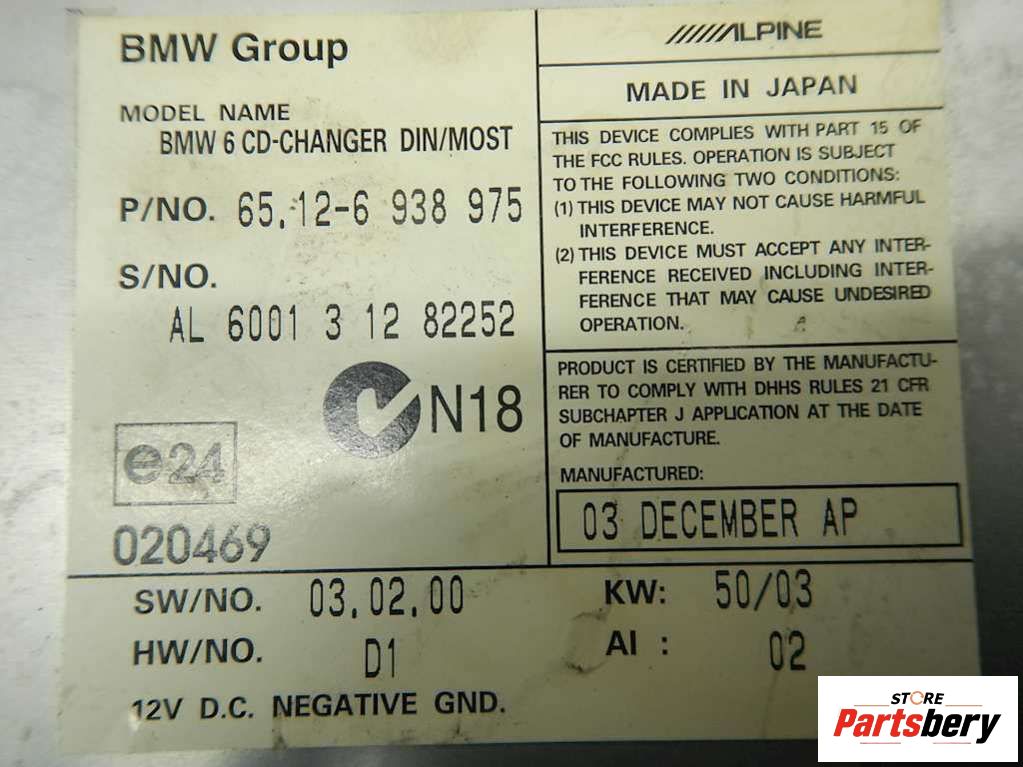 BMW Group
MODEL NAME
BMW 6 CD-CHANGER DIN/MOST
P/NO. 65.12-6 938 975
S/NO.
AL 6001 3 12 82252
N18
e24
020469
ALPINE
MADE IN JAPAN
THIS DEVICE COMPLIES WITH PART 15 OF
THE FCC RULES. OPERATION IS SUBJECT
TO THE FOLLOWING TWO CONDITIONS:
(1) THIS DEVICE MAY NOT CAUSE HARMFUL
INTERFERENCE.
(2) THIS DEVICE MUST ACCEPT ANY INTER-
FERENCE RECEIVED INCLUDING INTER-
FERENCE THAT MAY CAUSE UNDESIRED
OPERATION. A
PRODUCT IS CERTIFIED BY THE MANUFACTU-
RER TO COMPLY WITH DHHS RULES 21 CFR
SUBCHAPTER J APPLICATION AT THE DATE
OF MANUFACTURE.
MANUFACTURED:
03 DECEMBER AP
SW/NO. 03.02.00 KW: 50/03
HW/NO. D1 AI : 02
12V D.C. NEGATIVE GND.
STORE
Partsbery